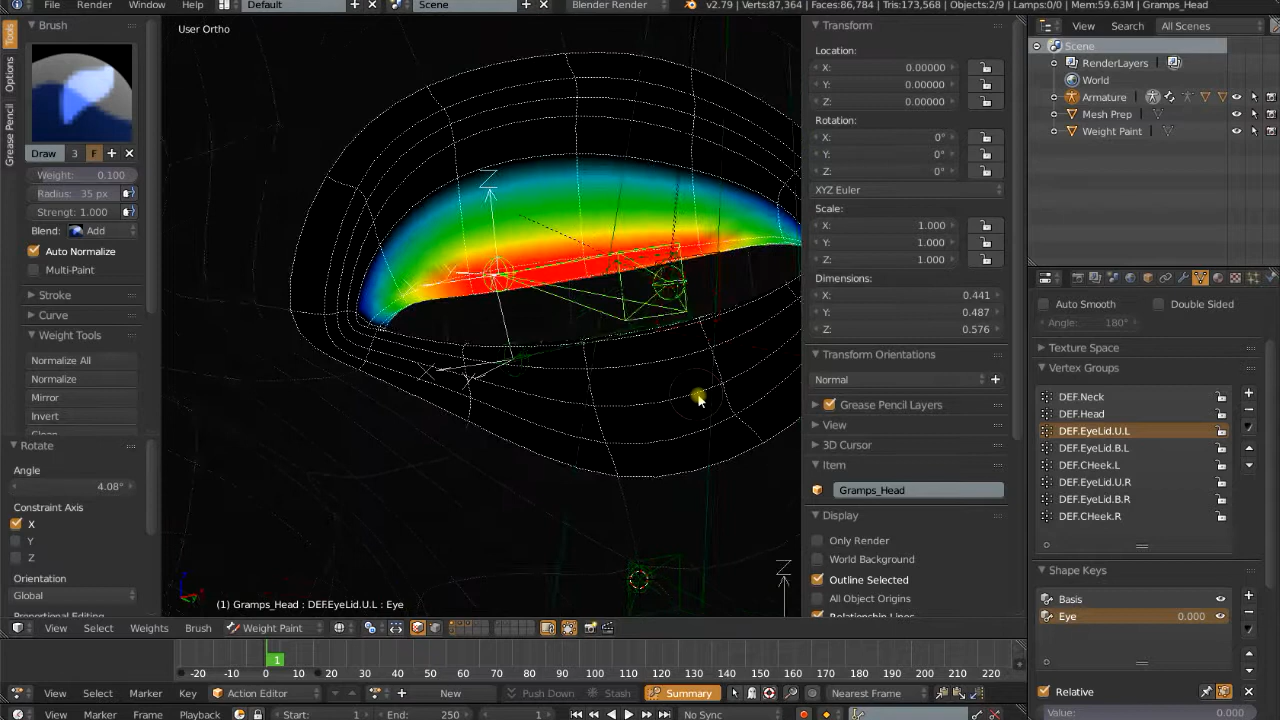 File Render Window Help Default Scene Blender Render v2.79 | Verts:87,364 | Faces:86,784 | Tris:173,568 | Objects:2/9 | Lamps:0/0 | Mem:59.63M | Gramps_Head
Tools
Options
Grease Pencil
Brush
Draw 3 F
Weight: 0.100
Radius: 35 px
Strengt: 1.000
Blend: Add
Auto Normalize
Multi-Paint
Stroke
Curve
Weight Tools
Normalize All
Normalize
Mirror
Invert
Clean
Rotate
Angle
4.08°
Constraint Axis
X
Y
Z
Orientation
Global
Proportional Editing
User Ortho
(1) Gramps_Head : DEF.EyeLid.U.L : Eye
Transform
Location:
X: 0.00000
Y: 0.00000
Z: 0.00000
Rotation:
X: 0°
Y: 0°
Z: 0°
XYZ Euler
Scale:
X: 1.000
Y: 1.000
Z: 1.000
Dimensions:
X: 0.441
Y: 0.487
Z: 0.576
Transform Orientations
Normal
Grease Pencil Layers
View
3D Cursor
Item
Gramps_Head
Display
Only Render
World Background
Outline Selected
All Object Origins
Relationship Lines
View Search All Scenes
Scene
RenderLayers
World
Armature
Mesh Prep
Weight Paint
Auto Smooth Double Sided
Angle: 180°
Texture Space
Vertex Groups
DEF.Neck
DEF.Head
DEF.EyeLid.U.L
DEF.EyeLid.B.L
DEF.CHeek.L
DEF.EyeLid.U.R
DEF.EyeLid.B.R
DEF.CHeek.R
Shape Keys
Basis
Eye 0.000
Relative
Value: 0.000
View Select Weights Brush Weight Paint
-20 -10 0 10 20 30 40 50 60 70 80 90 100 110 120 130 140 150 160 170 180 190 200 210 220
1
View Select Marker Key Action Editor New Push Down Stash Summary Nearest Frame
View Marker Frame Playback Start: 1 End: 250 1 No Sync